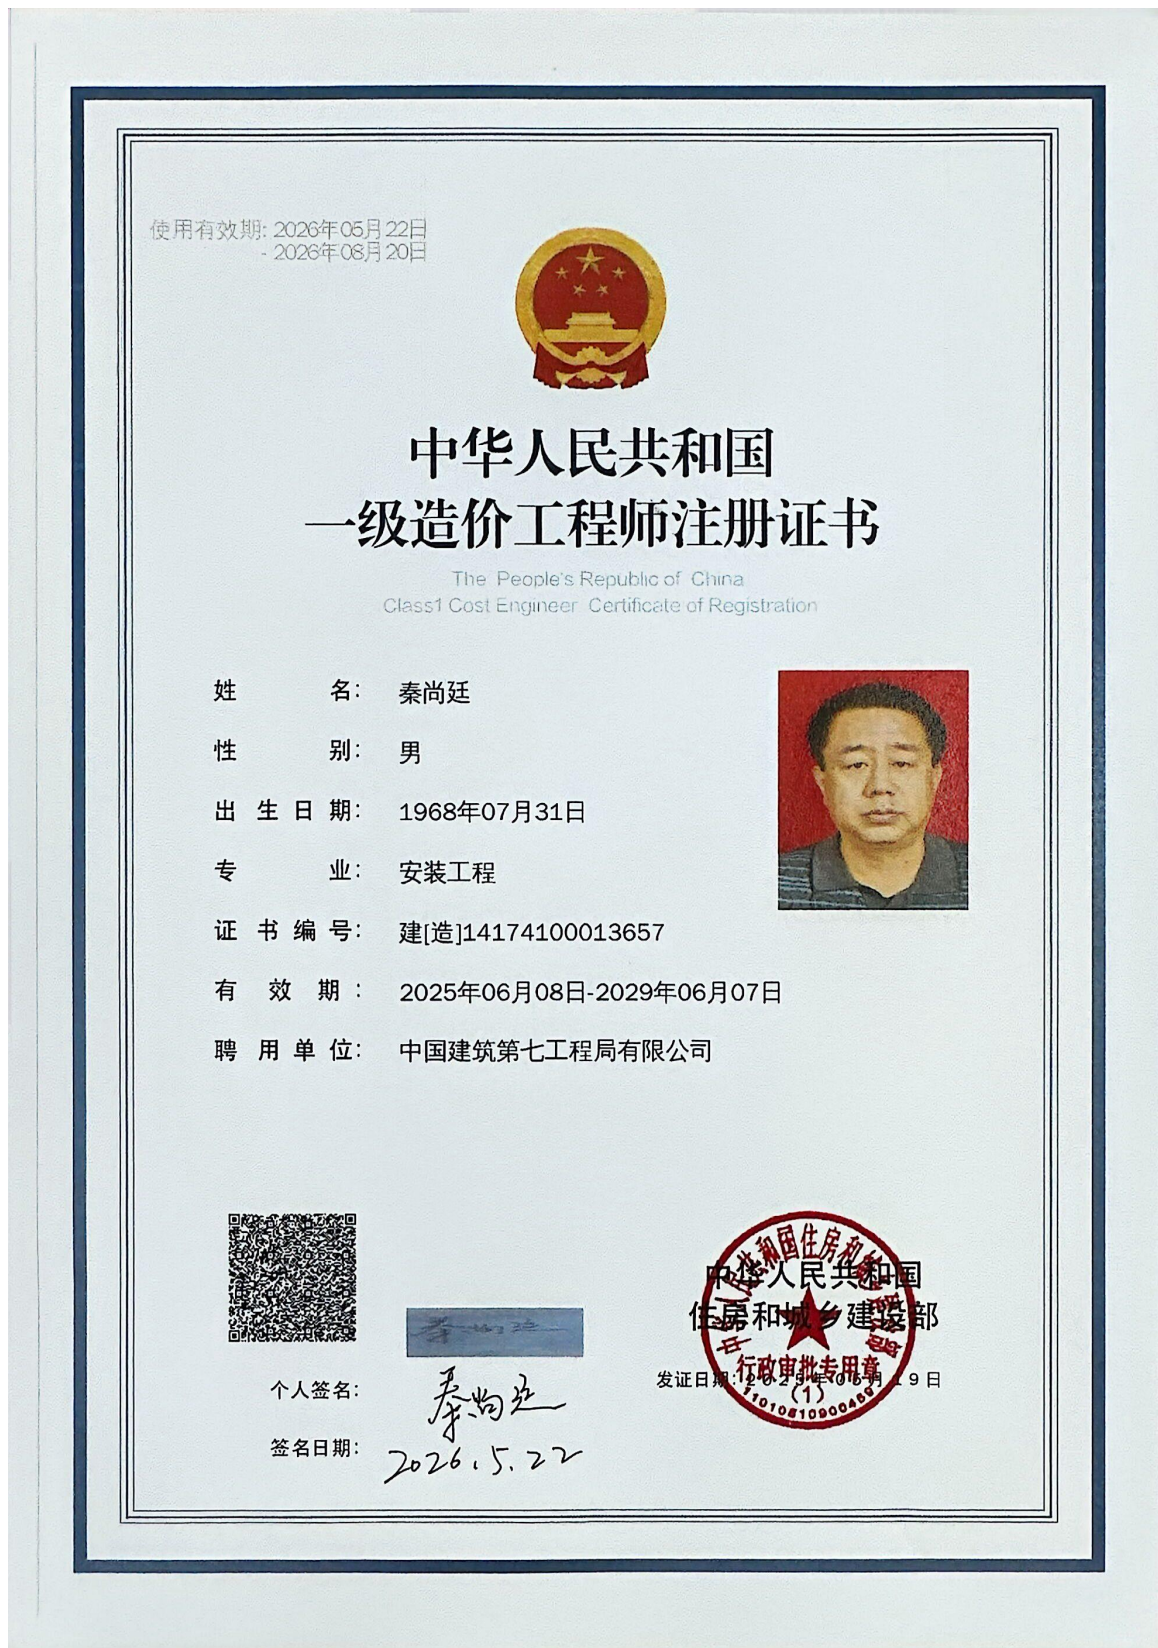 使用有效期: 2026年05月22日
- 2026年08月20日
中华人民共和国
一级造价工程师注册证书
The People's Republic of China
Class1 Cost Engineer Certificate of Registration
姓名: 秦尚廷
性别: 男
出生日期: 1968年07月31日
专业: 安装工程
证书编号: 建[造]14174100013657
有效期: 2025年06月08日-2029年06月07日
聘用单位: 中国建筑第七工程局有限公司
秦尚廷
个人签名: 秦尚廷
签名日期: 2026.5.22
中华人民共和国
住房和城乡建设部
发证日期:
行政审批专用章
(1)